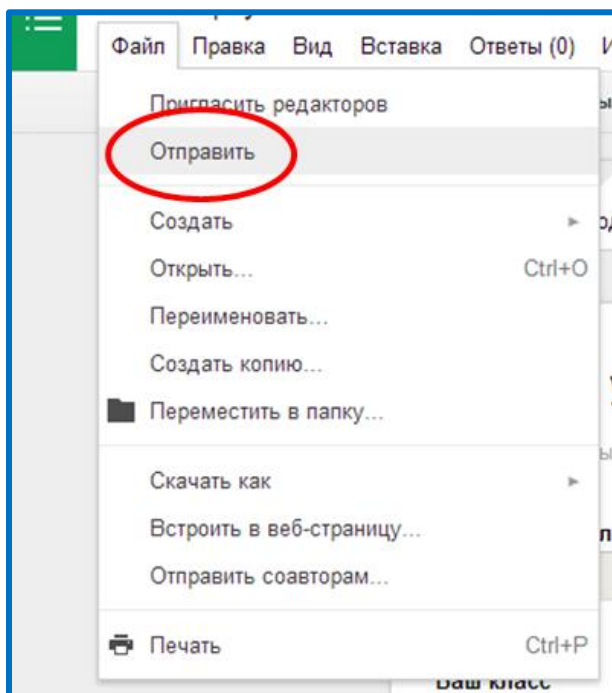 Файл Правка Вид Вставка Ответы (0)
Пригласить редакторов
Отправить
Создать
Открыть... Ctrl+O
Переименовать...
Создать копию...
Переместить в папку...
Скачать как
Встроить в веб-страницу...
Отправить соавторам...
Печать Ctrl+P
Ваш класс